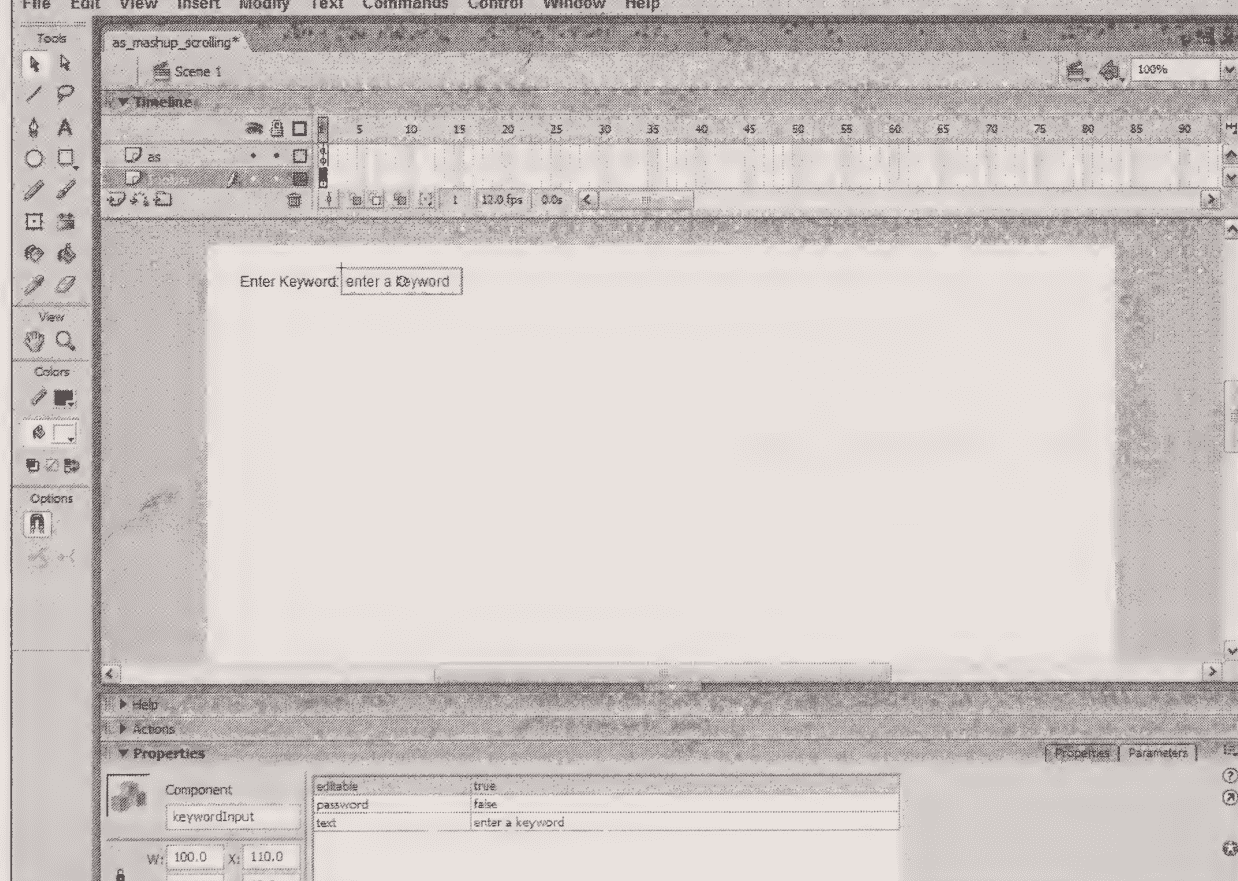 File Edit View Insert Modify Text Commands Control Window Help
Tools
as_mashup_scrolling*
Scene 1
100%
Timeline
5 10 15 20 25 30 35 40 45 50 55 60 65 70 75 80 85 90
as
1 12.0 fps 0.0s
Enter Keyword: enter a keyword
View
Colors
Options
Help
Actions
Properties
Properties Parameters
Component
keywordInput
editable true
password false
text enter a keyword
W: 100.0 X: 110.0